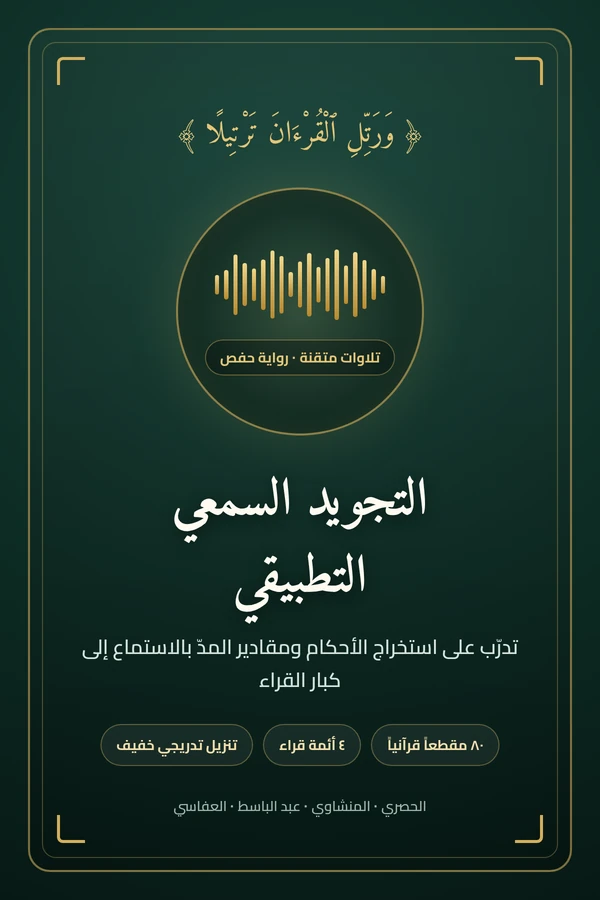 ﴿ وَرَتِّلِ ٱلْقُرْءَانَ تَرْتِيلًا ﴾
تلاوات متقنة · رواية حفص
التجويد السمعي
التطبيقي
تدرّب على استخراج الأحكام ومقادير المدّ بالاستماع إلى
كبار القراء
٨٠ مقطعاً قرآنياً
٤ أئمة قراء
تنزيل تدريجي خفيف
الحصري · المنشاوي · عبد الباسط · العفاسي